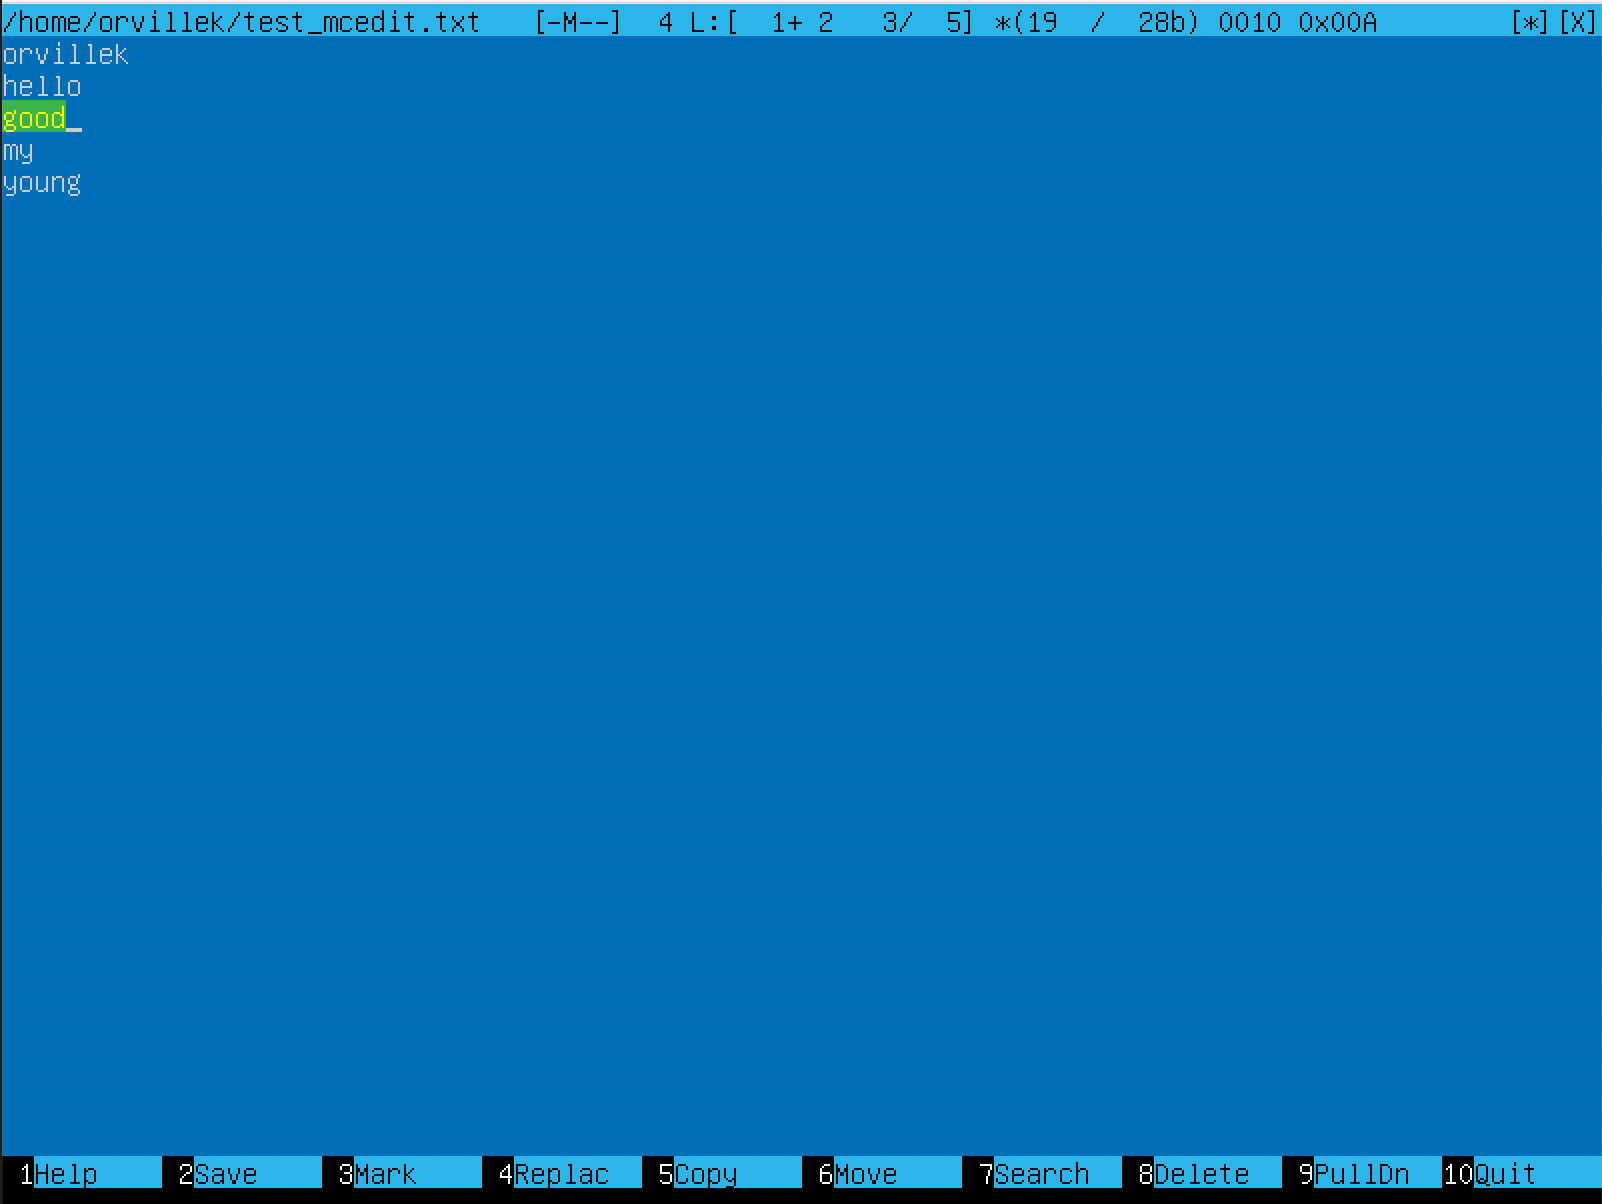 /home/orvillek/test_mcedit.txt   [-M--]  4 L:[  1+ 2   3/  5] *(19  /  28b) 0010 0x00A        [*][X]
orvillek
hello
good_
my
young
1Help 2Save 3Mark 4Replac 5Copy 6Move 7Search 8Delete 9PullDn 10Quit